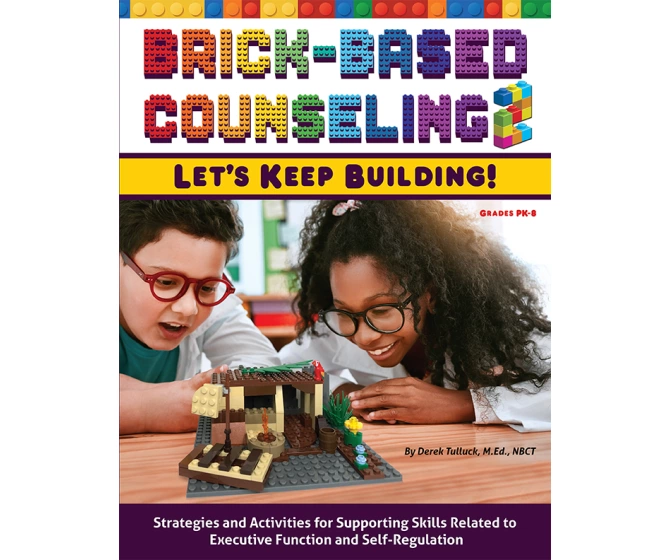 BRICK-BASED
COUNSELING 2
LET'S KEEP BUILDING!
GRADES PK-8
By Derek Tulluck, M.Ed., NBCT
Strategies and Activities for Supporting Skills Related to
Executive Function and Self-Regulation